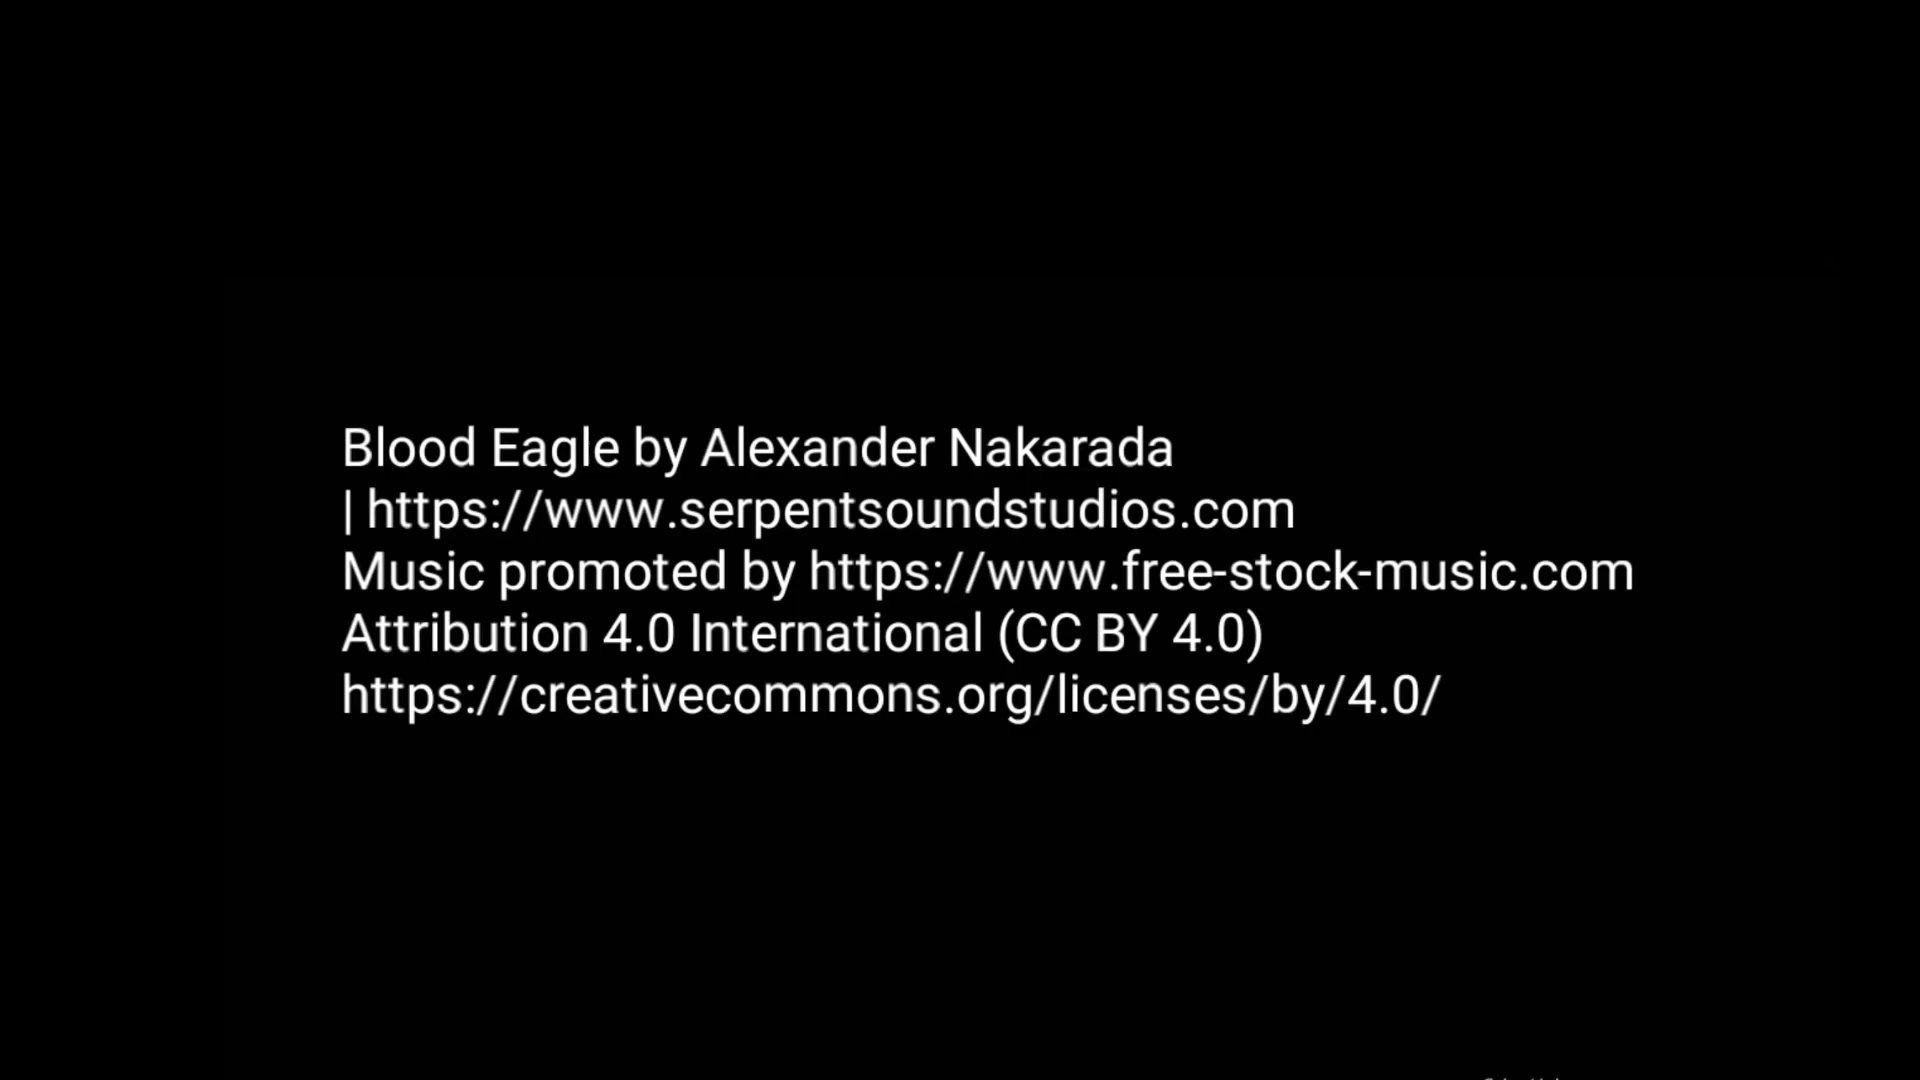 Blood Eagle by Alexander Nakarada
| https://www.serpentsoundstudios.com
Music promoted by https://www.free-stock-music.com
Attribution 4.0 International (CC BY 4.0)
https://creativecommons.org/licenses/by/4.0/